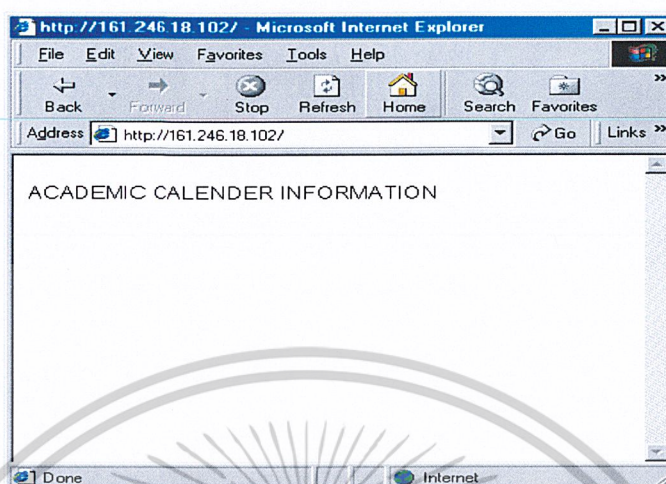 http://161.246.18.102/ - Microsoft Internet Explorer
File Edit View Favorites Tools Help
Back Forward Stop Refresh Home Search Favorites »
Address http://161.246.18.102/ Go Links »
ACADEMIC CALENDER INFORMATION
Done Internet